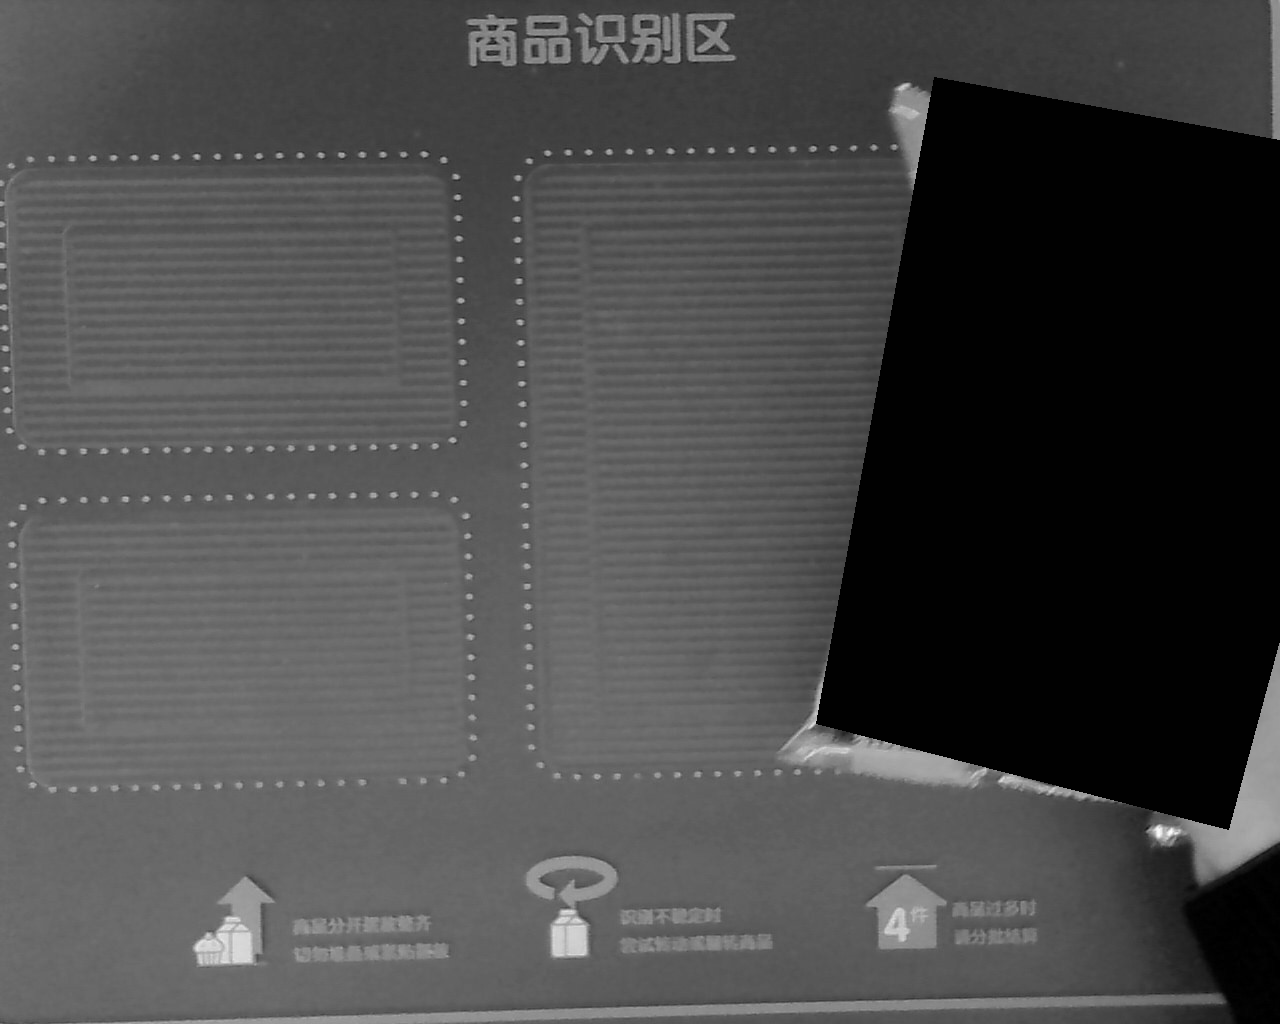 商品识别区
商品分开摆放整齐
切勿堆叠或紧贴摆放
识别不稳定时
尝试转动或翻转商品
4件
商品过多时
请分批结算